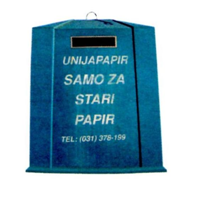 UNIJAPAPIR
SAMO ZA
STARI
PAPIR
TEL: (031) 378-199